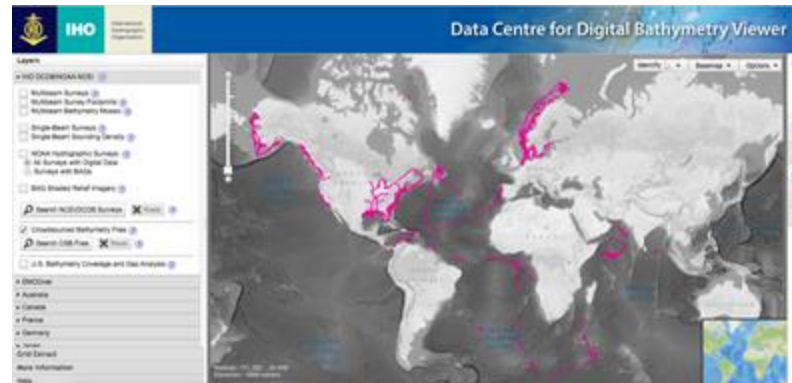 IHO
International
Hydrographic
Organization
Data Centre for Digital Bathymetry Viewer
Layers
IHO DCDB/NOAA NCEI
Multibeam Surveys
Multibeam Survey Footprints
Multibeam Bathymetry Mosaic
Single-Beam Surveys
Single-Beam Sounding Density
NOAA Hydrographic Surveys
All Surveys with Digital Data
Surveys with BAGs
BAG Shaded Relief Imagery
Search NCEI/DCDB Surveys
Reset
Crowdsourced Bathymetry Files
Search CSB Files
Reset
U.S. Bathymetry Coverage and Gap Analysis
EMODnet
Australia
Canada
France
Germany
Grid Extract
More Information
Help
Identify
Basemap
Options